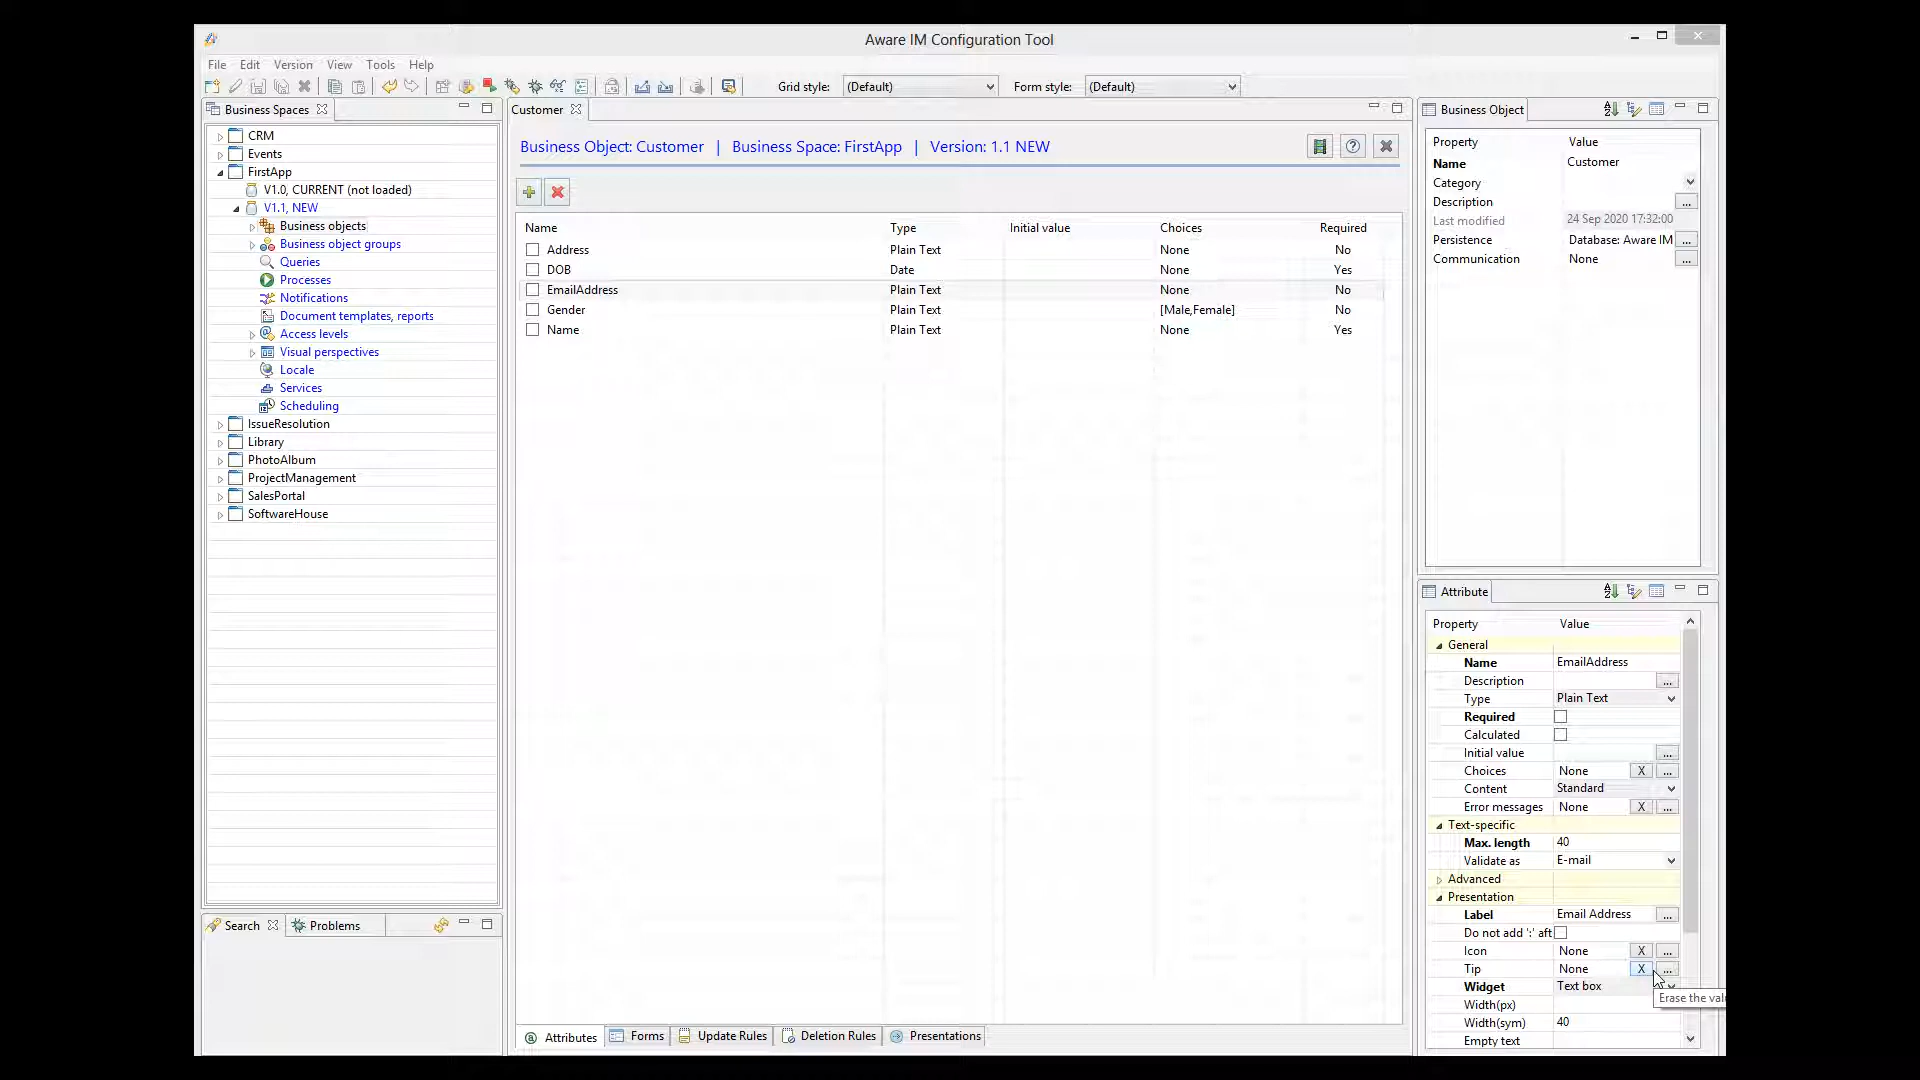 Aware IM Configuration Tool
File Edit Version View Tools Help
Grid style: (Default) Form style: (Default)
Business Spaces
CRM
Events
FirstApp
V1.0, CURRENT (not loaded)
V1.1, NEW
Business objects
Business object groups
Queries
Processes
Notifications
Document templates, reports
Access levels
Visual perspectives
Locale
Services
Scheduling
IssueResolution
Library
PhotoAlbum
ProjectManagement
SalesPortal
SoftwareHouse
Search Problems
Customer
Business Object: Customer | Business Space: FirstApp | Version: 1.1 NEW
Name Type Initial value Choices Required
Address Plain Text None No
DOB Date None Yes
EmailAddress Plain Text None No
Gender Plain Text [Male,Female] No
Name Plain Text None Yes
Attributes Forms Update Rules Deletion Rules Presentations
Business Object
Property Value
Name Customer
Category
Description ...
Last modified 24 Sep 2020 17:32:00
Persistence Database: Aware IM ...
Communication None ...
Attribute
Property Value
General
Name EmailAddress
Description ...
Type Plain Text
Required
Calculated
Initial value ...
Choices None X ...
Content Standard
Error messages None X ...
Text-specific
Max. length 40
Validate as E-mail
Advanced
Presentation
Label Email Address ...
Do not add ':' aft
Icon None X ...
Tip None X ...
Widget Text box
Erase the valu
Width(px)
Width(sym) 40
Empty text